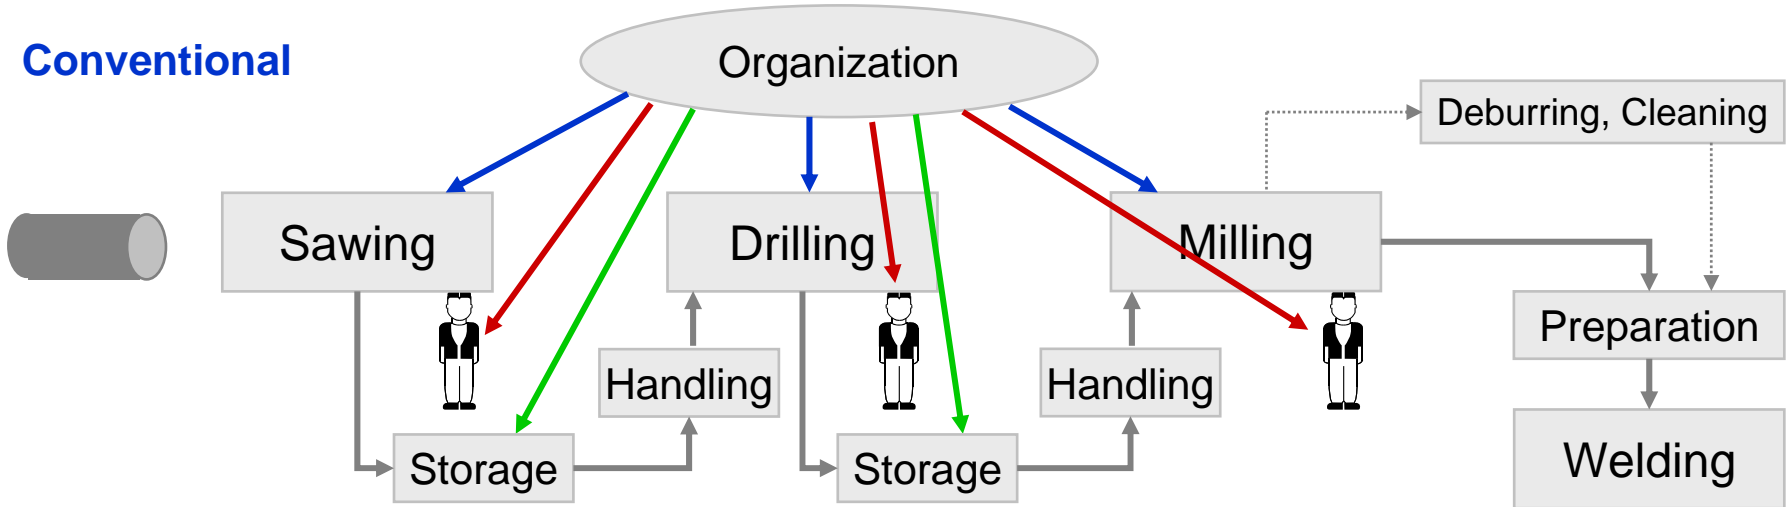 Conventional
Organization
Deburring, Cleaning
Sawing
Drilling
Milling
Preparation
Handling
Handling
Storage
Storage
Welding